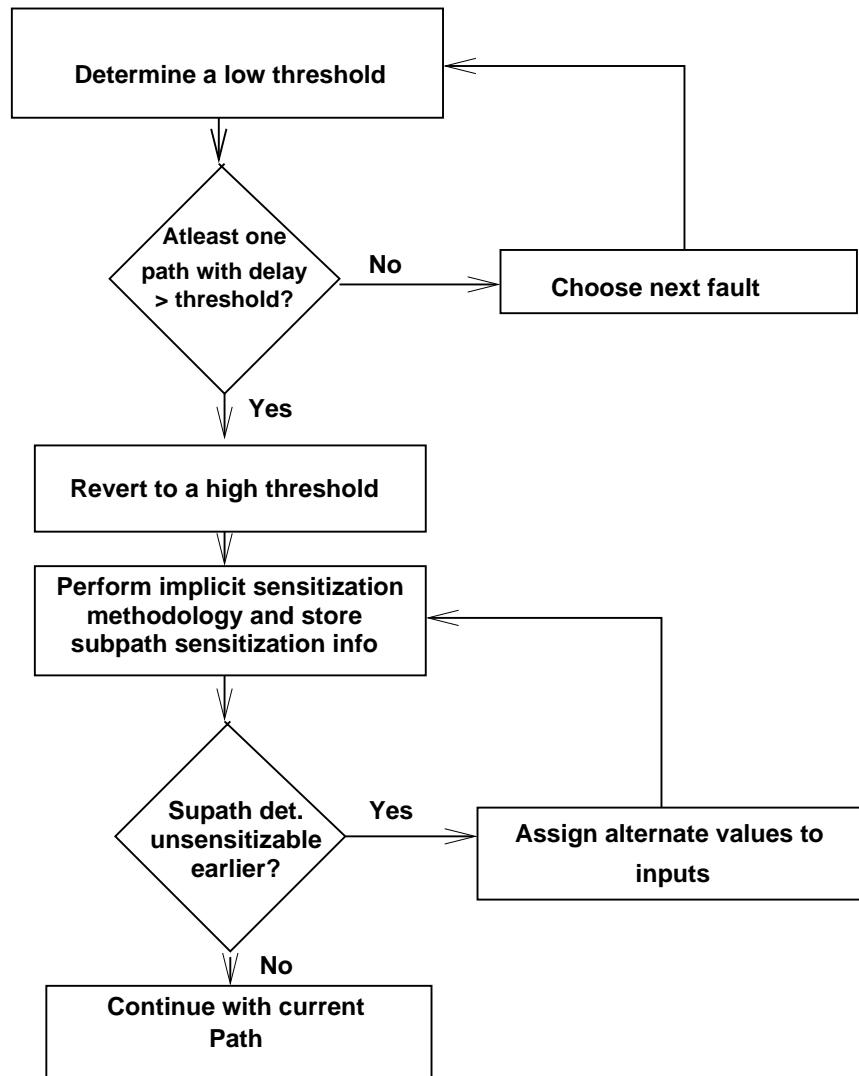 Determine a low threshold
Atleast one
path with delay
> threshold?
No
Choose next fault
Yes
Revert to a high threshold
Perform implicit sensitization
methodology and store
subpath sensitization info
Supath det.
unsensitizable
earlier?
Yes
Assign alternate values to
inputs
No
Continue with current
Path